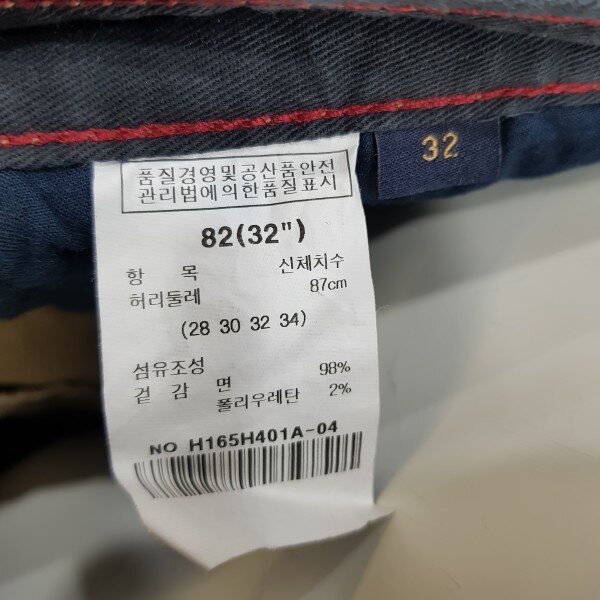 32
품질경영및공산품안전
관리법에의한품질표시
82(32")
항 목 신체치수
허리둘레 87cm
(28 30 32 34)
섬유조성
겉 감 면 98%
폴리우레탄 2%
NO H165H401A-04